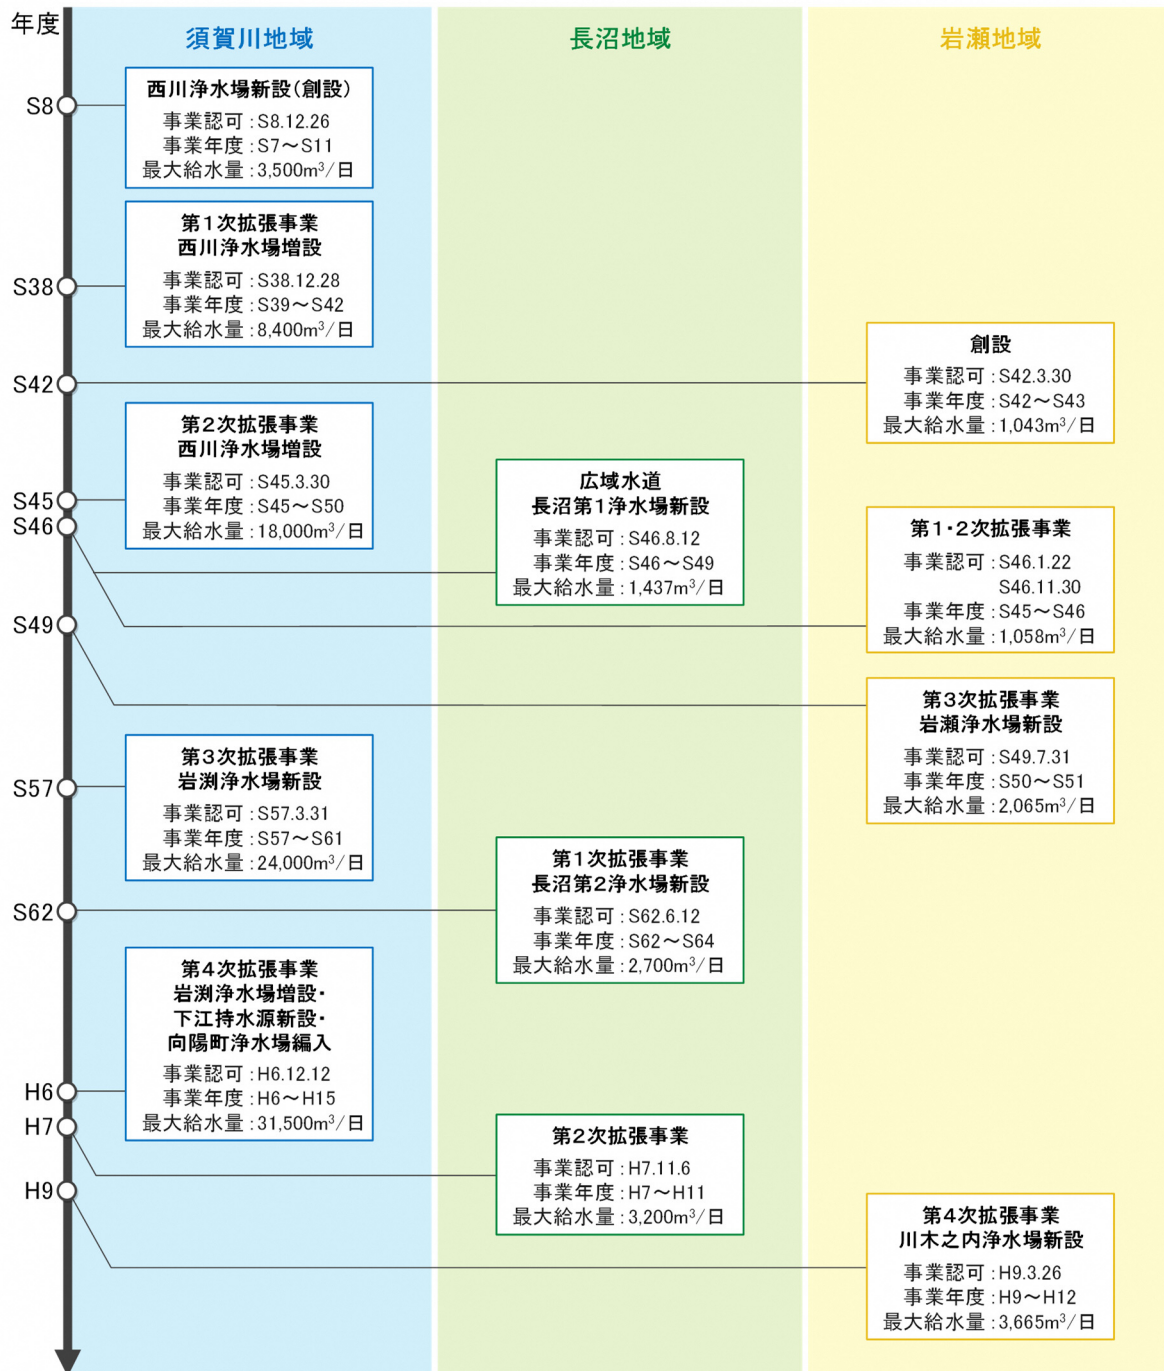 年度
須賀川地域
長沼地域
岩瀬地域
S8
西川浄水場新設(創設)
事業認可:S8.12.26
事業年度:S7～S11
最大給水量:3,500m³/日
S38
第1次拡張事業
西川浄水場増設
事業認可:S38.12.28
事業年度:S39～S42
最大給水量:8,400m³/日
S42
創設
事業認可:S42.3.30
事業年度:S42～S43
最大給水量:1,043m³/日
S45
第2次拡張事業
西川浄水場増設
事業認可:S45.3.30
事業年度:S45～S50
最大給水量:18,000m³/日
S46
広域水道
長沼第1浄水場新設
事業認可:S46.8.12
事業年度:S46～S49
最大給水量:1,437m³/日
第1・2次拡張事業
事業認可:S46.1.22
S46.11.30
事業年度:S45～S46
最大給水量:1,058m³/日
S49
第3次拡張事業
岩瀬浄水場新設
事業認可:S49.7.31
事業年度:S50～S51
最大給水量:2,065m³/日
S57
第3次拡張事業
岩渕浄水場新設
事業認可:S57.3.31
事業年度:S57～S61
最大給水量:24,000m³/日
S62
第1次拡張事業
長沼第2浄水場新設
事業認可:S62.6.12
事業年度:S62～S64
最大給水量:2,700m³/日
H6
第4次拡張事業
岩渕浄水場増設・
下江持水源新設・
向陽町浄水場編入
事業認可:H6.12.12
事業年度:H6～H15
最大給水量:31,500m³/日
H7
第2次拡張事業
事業認可:H7.11.6
事業年度:H7～H11
最大給水量:3,200m³/日
H9
第4次拡張事業
川木之内浄水場新設
事業認可:H9.3.26
事業年度:H9～H12
最大給水量:3,665m³/日